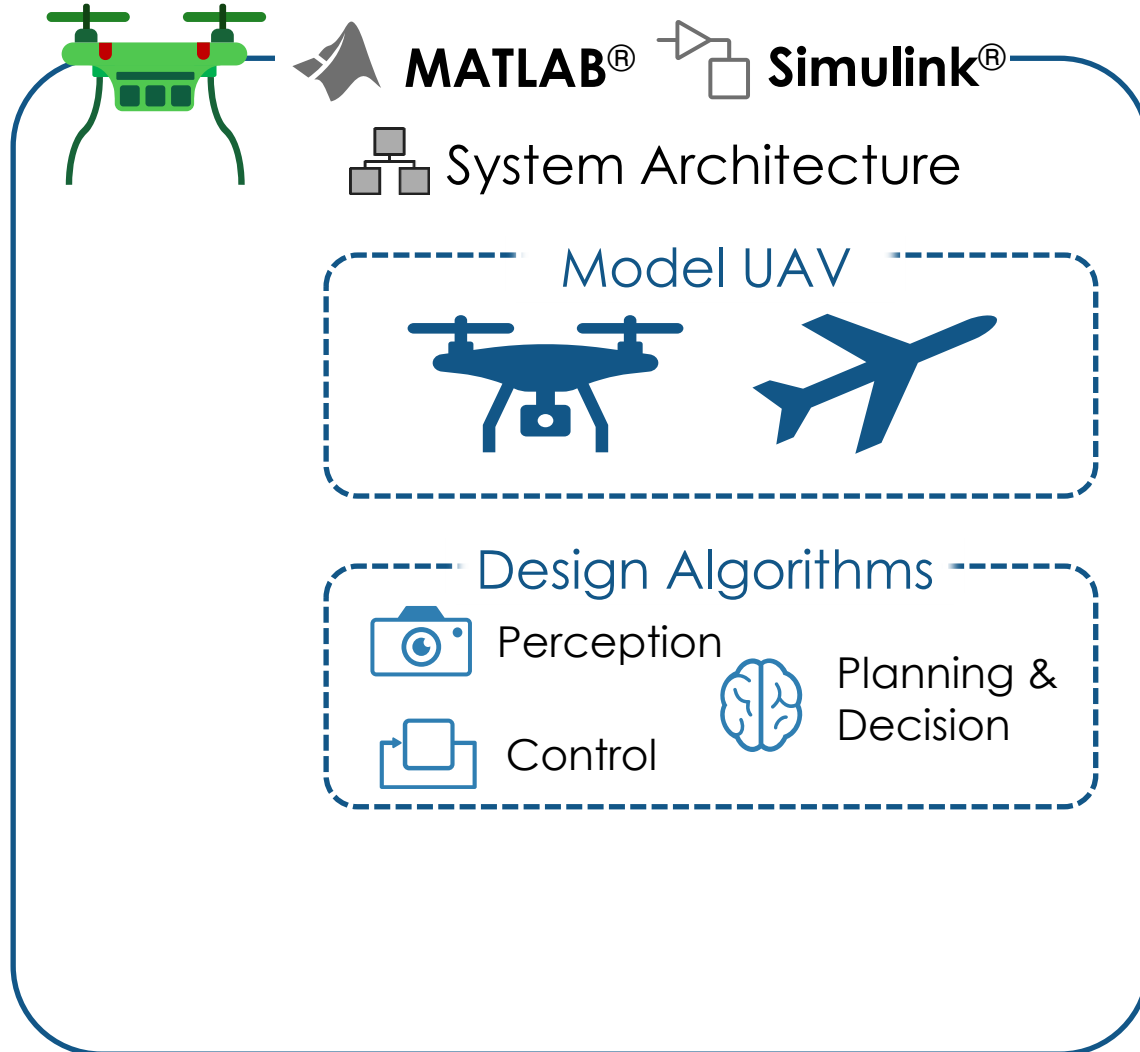 MATLAB® Simulink®
System Architecture
Model UAV
Design Algorithms
Perception
Planning &
Decision
Control